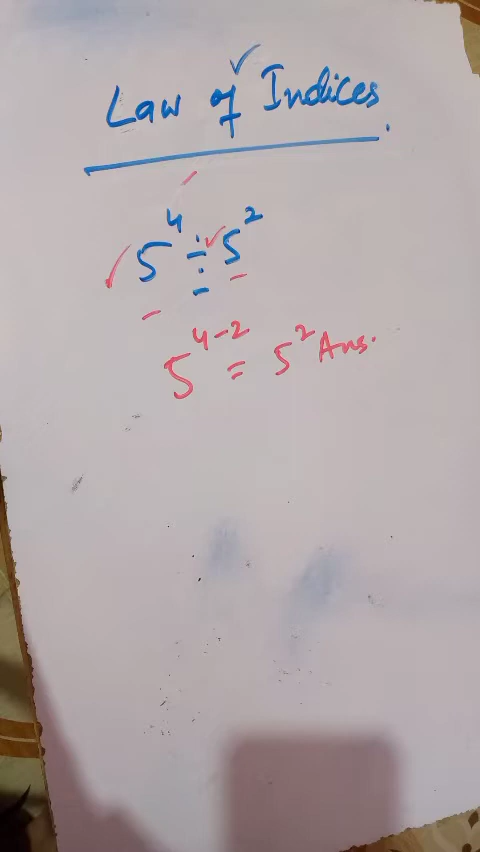 Law of Indices.
5⁴ ÷ 5²
5⁴⁻² = 5² Ans.